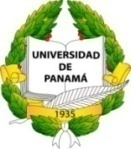 UNIVERSIDAD
DE
PANAMÁ
1935